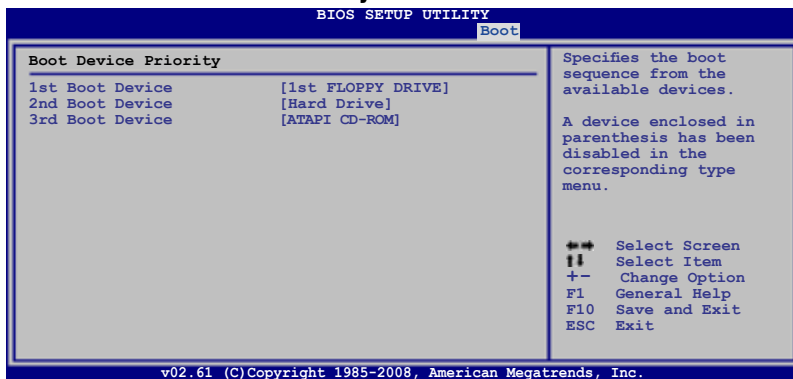 BIOS SETUP UTILITY
Boot
Boot Device Priority
1st Boot Device [1st FLOPPY DRIVE]
2nd Boot Device [Hard Drive]
3rd Boot Device [ATAPI CD-ROM]
Specifies the boot
sequence from the
available devices.
A device enclosed in
parenthesis has been
disabled in the
corresponding type
menu.
←→ Select Screen
↑↓ Select Item
+- Change Option
F1 General Help
F10 Save and Exit
ESC Exit
v02.61 (C)Copyright 1985-2008, American Megatrends, Inc.